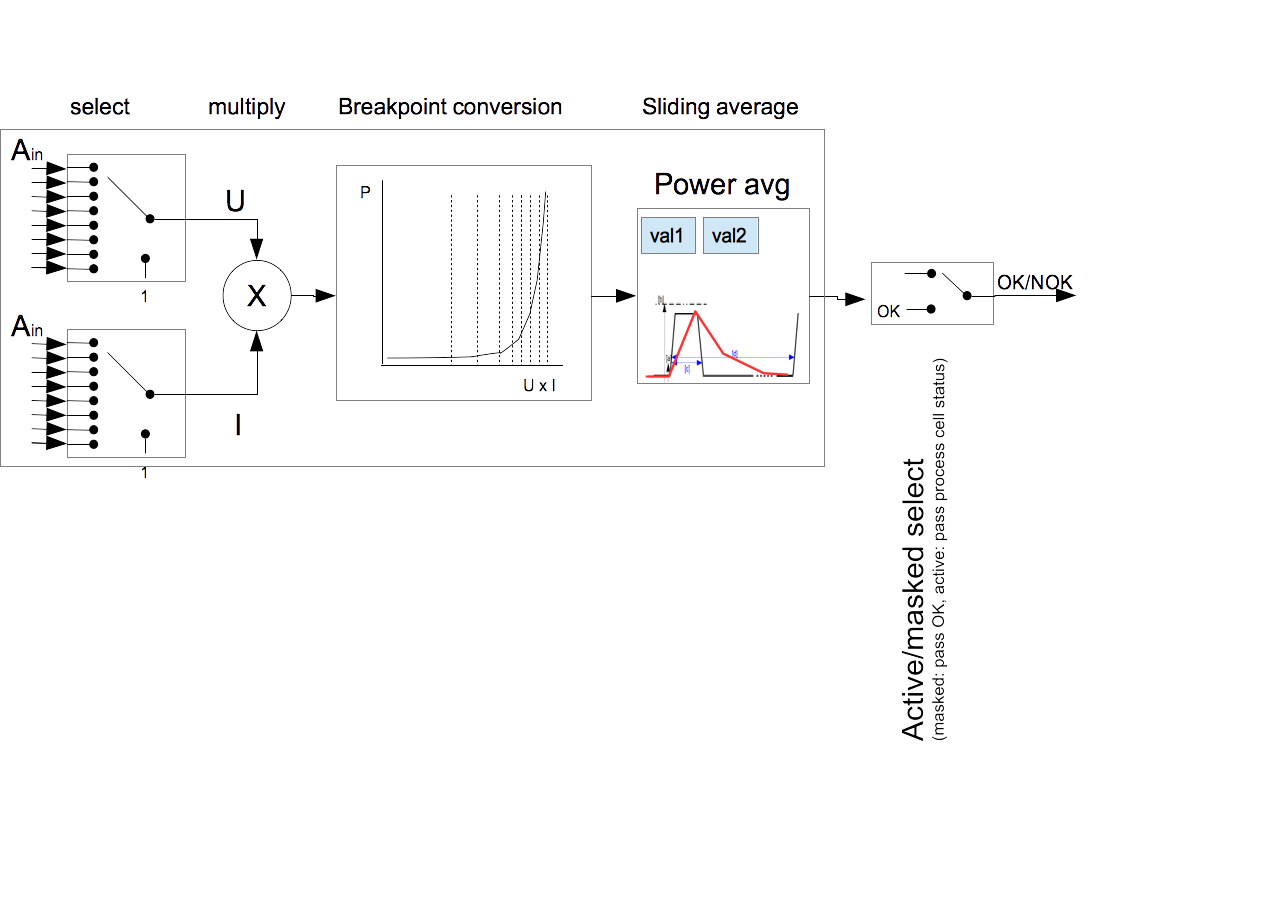 select
multiply
Breakpoint conversion
Sliding average
Ain
U
1
X
Ain
I
1
P
U x I
Power avg
val1
val2
OK
OK/NOK
Active/masked select
(masked: pass OK, active: pass process cell status)